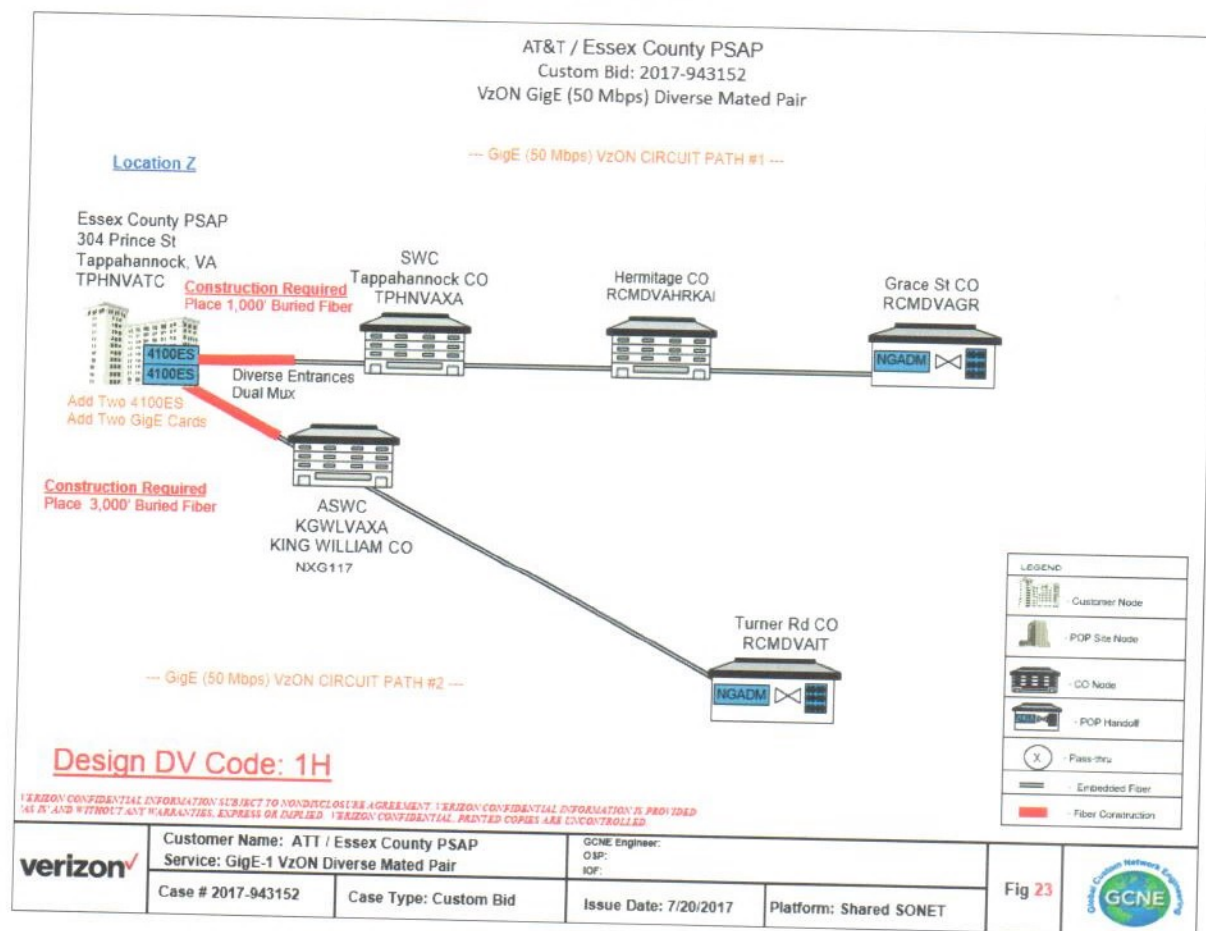 AT&T / Essex County PSAP
Custom Bid: 2017-943152
VzON GigE (50 Mbps) Diverse Mated Pair
--- GigE (50 Mbps) VzON CIRCUIT PATH #1 ---
Location Z
Essex County PSAP
304 Prince St
Tappahannock, VA
TPHNVATC
Construction Required
Place 1,000' Buried Fiber
SWC
Tappahannock CO
TPHNVAXA
Hermitage CO
RCMDVAHRKAI
Grace St CO
RCMDVAGR
4100ES
4100ES
NGADM
Diverse Entrances
Dual Mux
Add Two 4100ES
Add Two GigE Cards
Construction Required
Place 3,000' Buried Fiber
ASWC
KGWLVAXA
KING WILLIAM CO
NXG117
Turner Rd CO
RCMDVAIT
NGADM
--- GigE (50 Mbps) VzON CIRCUIT PATH #2 ---
LEGEND
- Customer Node
- POP Site Node
- CO Node
- POP Handoff
X - Pass-thru
- Embedded Fiber
- Fiber Construction
Design DV Code: 1H
VERIZON CONFIDENTIAL INFORMATION SUBJECT TO NONDISCLOSURE AGREEMENT. VERIZON CONFIDENTIAL INFORMATION IS PROVIDED
'AS IS' AND WITHOUT ANY WARRANTIES, EXPRESS OR IMPLIED. VERIZON CONFIDENTIAL. PRINTED COPIES ARE UNCONTROLLED.
verizon
Customer Name: ATT / Essex County PSAP
Service: GigE-1 VzON Diverse Mated Pair
Case # 2017-943152
Case Type: Custom Bid
GCNE Engineer:
OSP:
IOF:
Issue Date: 7/20/2017
Platform: Shared SONET
Fig 23
Global Custom Network Engineering
GCNE